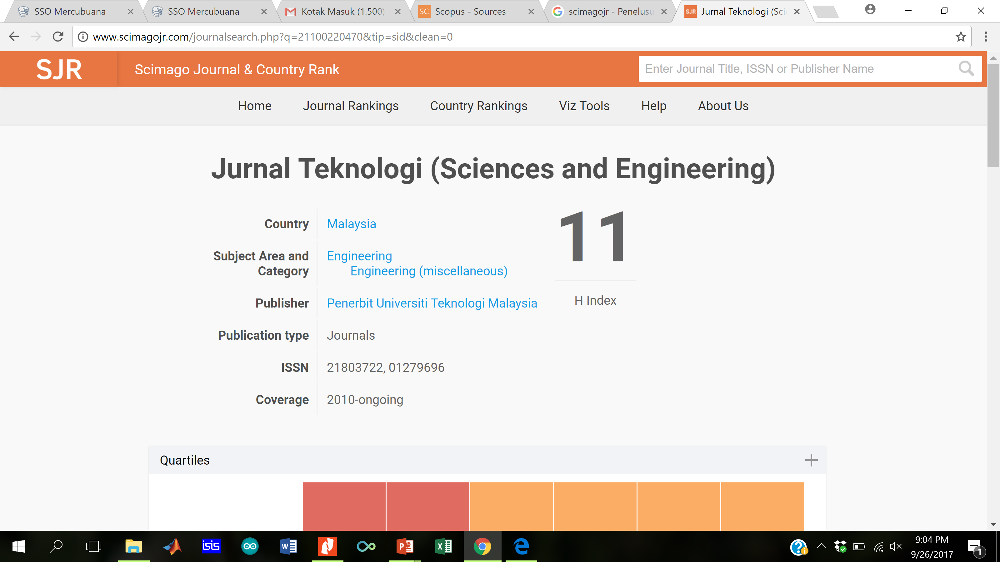 SSO Mercubuana
SSO Mercubuana
Kotak Masuk (1.500)
SC Scopus - Sources
scimagojr - Penelusu
SJR Jurnal Teknologi (Sci
www.scimagojr.com/journalsearch.php?q=21100220470&tip=sid&clean=0
SJR
Scimago Journal & Country Rank
Enter Journal Title, ISSN or Publisher Name
Home Journal Rankings Country Rankings Viz Tools Help About Us
Jurnal Teknologi (Sciences and Engineering)
Country Malaysia
Subject Area and Category
Engineering
Engineering (miscellaneous)
Publisher Penerbit Universiti Teknologi Malaysia
Publication type Journals
ISSN 21803722, 01279696
Coverage 2010-ongoing
11
H Index
Quartiles
isis
9:04 PM
9/26/2017
1